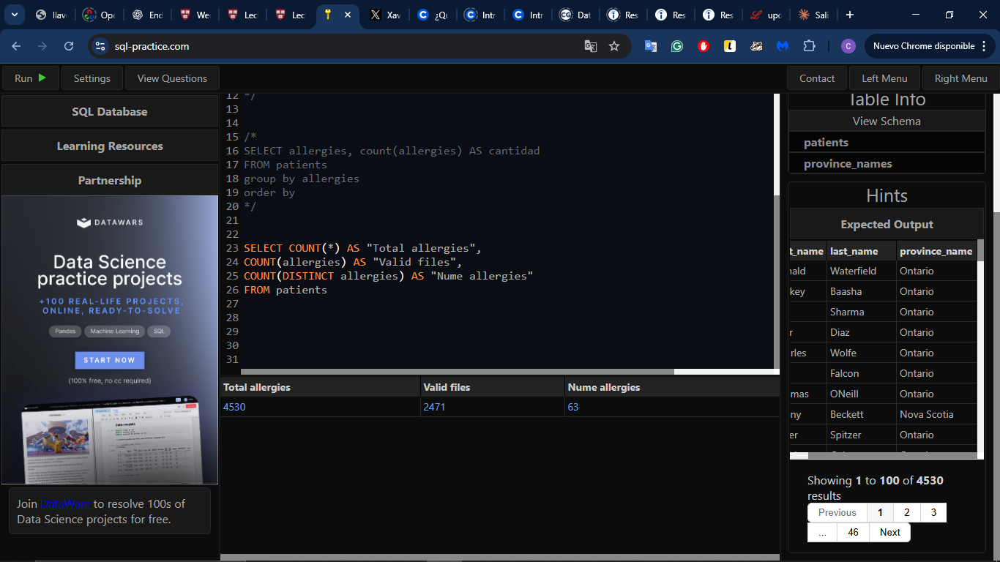 llav
Ope
End
We
Lec
Lec
Xav
¿Qu
Intr
Intr
Dat
Res
Res
Res
upc
Sali
sql-practice.com
Nuevo Chrome disponible
Run
Settings
View Questions
Contact
Left Menu
Right Menu
SQL Database
Learning Resources
Partnership
DATAWARS
Data Science
practice projects
+100 REAL-LIFE PROJECTS,
ONLINE, READY-TO-SOLVE
Pandas Machine Learning SQL
START NOW
(100% free, no cc required)
Data analysis
Join DataWars to resolve 100s of
Data Science projects for free.
12 */
13
14
15 /*
16 SELECT allergies, count(allergies) AS cantidad
17 FROM patients
18 group by allergies
19 order by
20 */
21
22
23 SELECT COUNT(*) AS "Total allergies",
24 COUNT(allergies) AS "Valid files",
25 COUNT(DISTINCT allergies) AS "Nume allergies"
26 FROM patients
27
28
29
30
31
Total allergies Valid files Nume allergies
4530 2471 63
Table Info
View Schema
patients
province_names
Hints
Expected Output
t_name last_name province_name
nald Waterfield Ontario
key Baasha Ontario
Sharma Ontario
r Diaz Ontario
rles Wolfe Ontario
Falcon Ontario
mas ONeill Ontario
ny Beckett Nova Scotia
er Spitzer Ontario
Showing 1 to 100 of 4530
results
Previous 1 2 3
... 46 Next